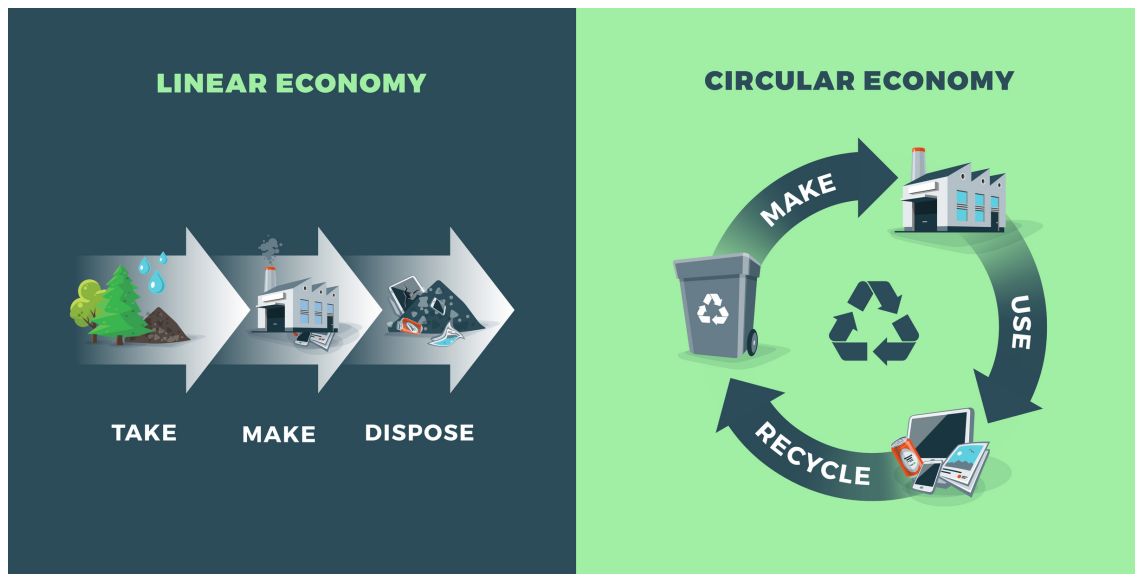 LINEAR ECONOMY
TAKE
MAKE
DISPOSE
CIRCULAR ECONOMY
MAKE
USE
RECYCLE